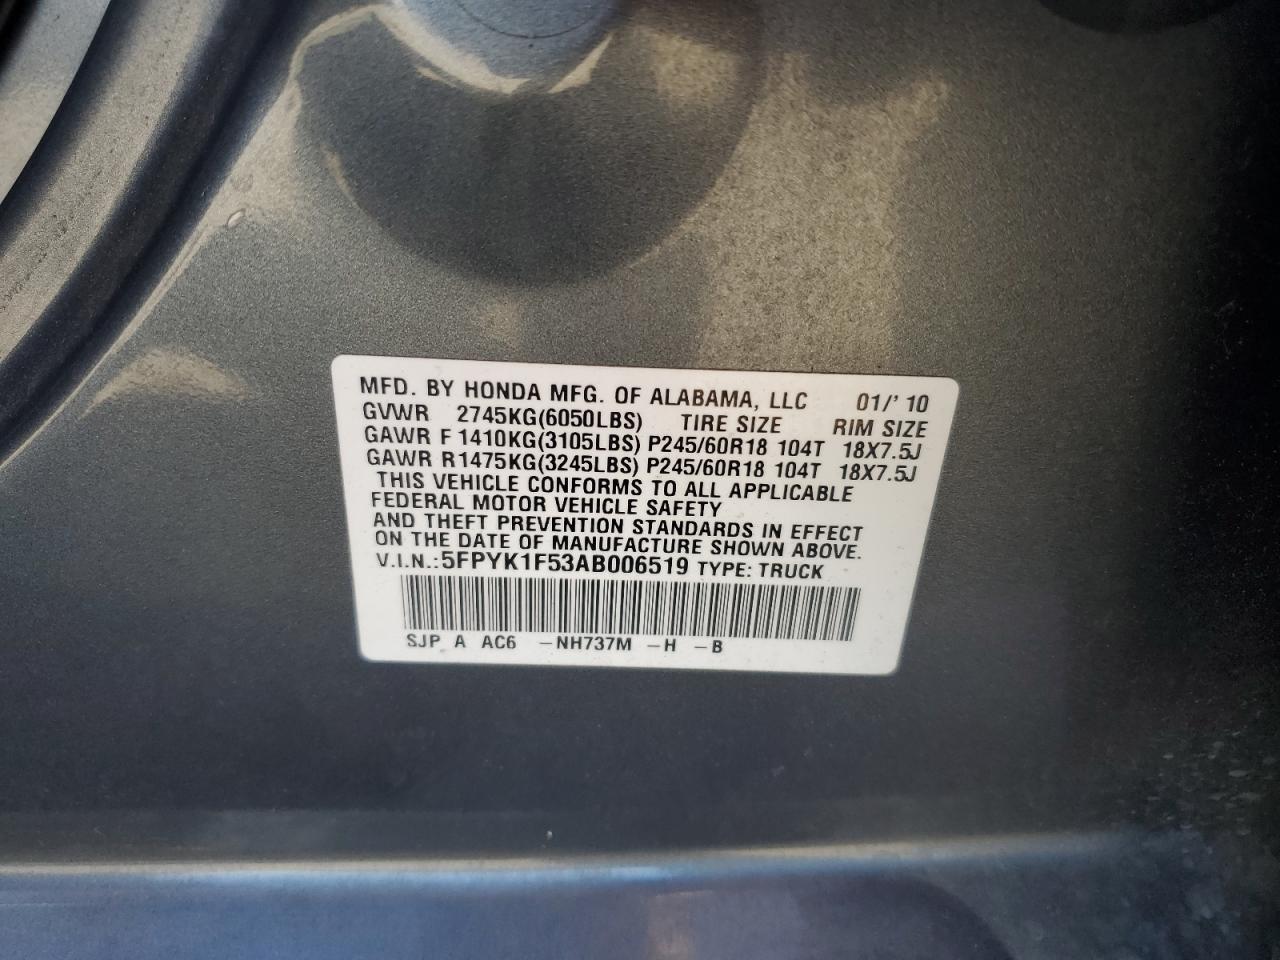 MFD. BY HONDA MFG. OF ALABAMA, LLC 01/'10
GVWR 2745KG(6050LBS) TIRE SIZE RIM SIZE
GAWR F 1410KG(3105LBS) P245/60R18 104T 18X7.5J
GAWR R1475KG(3245LBS) P245/60R18 104T 18X7.5J
THIS VEHICLE CONFORMS TO ALL APPLICABLE
FEDERAL MOTOR VEHICLE SAFETY
AND THEFT PREVENTION STANDARDS IN EFFECT
ON THE DATE OF MANUFACTURE SHOWN ABOVE.
V.I.N.: 5FPYK1F53AB006519 TYPE: TRUCK
SJP A AC6 -NH737M -H -B